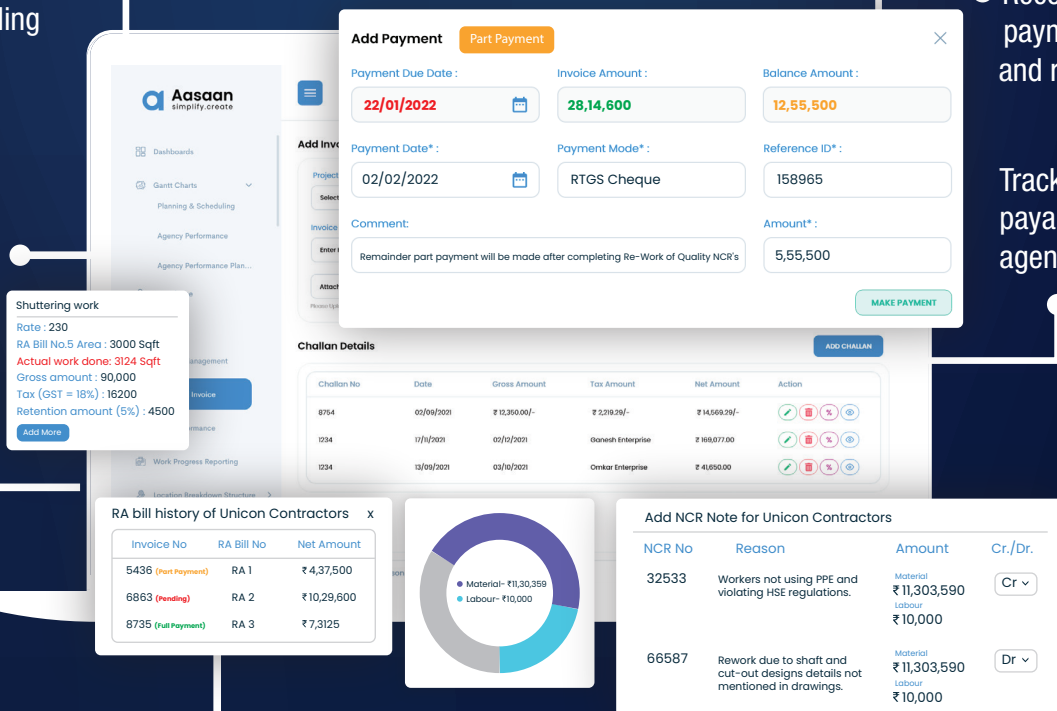 ling
Add Payment
Part Payment
Payment Due Date :
Invoice Amount :
Balance Amount :
22/01/2022
28,14,600
12,55,500
Payment Date* :
Payment Mode* :
Reference ID* :
02/02/2022
RTGS Cheque
158965
Comment:
Amount* :
Remainder part payment will be made after completing Re-Work of Quality NCR's
5,55,500
MAKE PAYMENT
paym
and r
Track
paya
agen
Aasaan
simplify.create
Dashboards
Gantt Charts
Planning & Scheduling
Agency Performance
Agency Performance Plan...
Add Invo
Project
Select
Invoice
Enter
Attach
Shuttering work
Rate : 230
RA Bill No.5 Area : 3000 Sqft
Actual work done: 3124 Sqft
Gross amount : 90,000
Tax (GST = 18%) : 16200
Retention amount (5%) : 4500
Add More
anagement
Invoice
rmance
Work Progress Reporting
Location Breakdown Structure
Challan Details
ADD CHALLAN
Challan No Date Gross Amount Tax Amount Net Amount Action
8754 02/09/2021 ₹ 12,350.00/- ₹ 2,219.29/- ₹ 14,569.29/-
1234 17/11/2021 02/12/2021 Ganesh Enterprise ₹ 169,077.00
1234 13/09/2021 03/10/2021 Omkar Enterprise ₹ 41,650.00
RA bill history of Unicon Contractors x
Invoice No RA Bill No Net Amount
5436 (Part Payment) RA 1 ₹4,37,500
6863 (Pending) RA 2 ₹10,29,600
8735 (Full Payment) RA 3 ₹7,3125
Material- ₹11,30,359
Labour- ₹10,000
Add NCR Note for Unicon Contractors
NCR No Reason Amount Cr./Dr.
32533
Workers not using PPE and
violating HSE regulations.
Material
₹11,303,590
Labour
₹10,000
Cr
66587
Rework due to shaft and
cut-out designs details not
mentioned in drawings.
Material
₹11,303,590
Labour
₹10,000
Dr